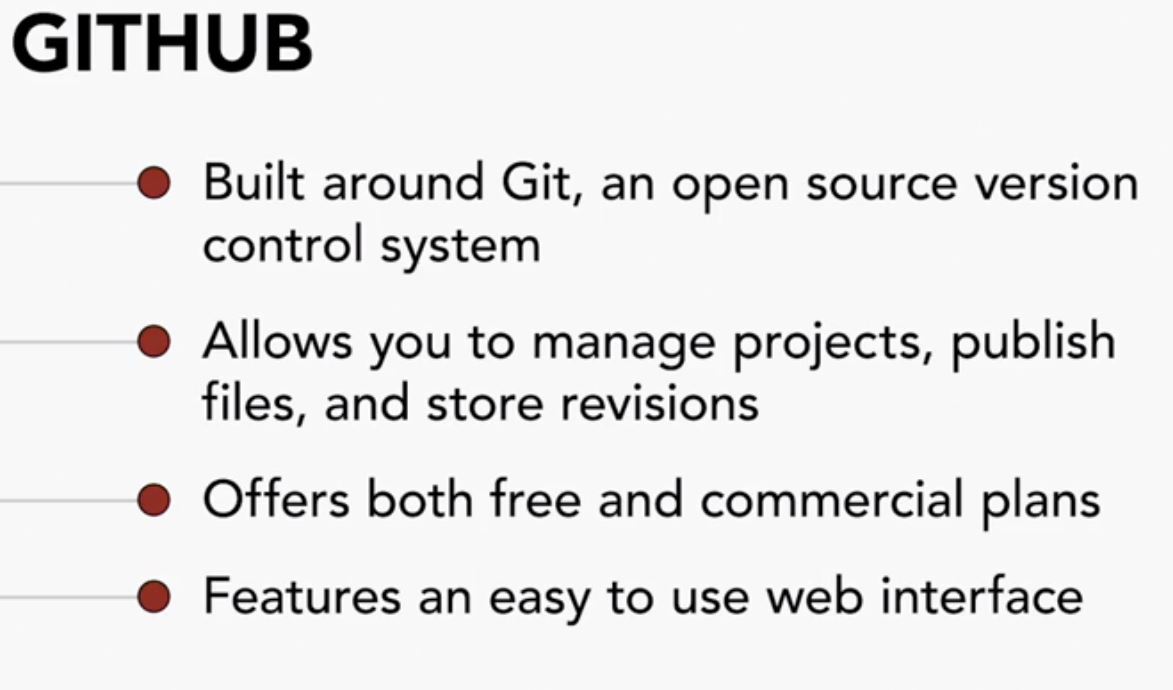 GITHUB
Built around Git, an open source version
control system
Allows you to manage projects, publish
files, and store revisions
Offers both free and commercial plans
Features an easy to use web interface